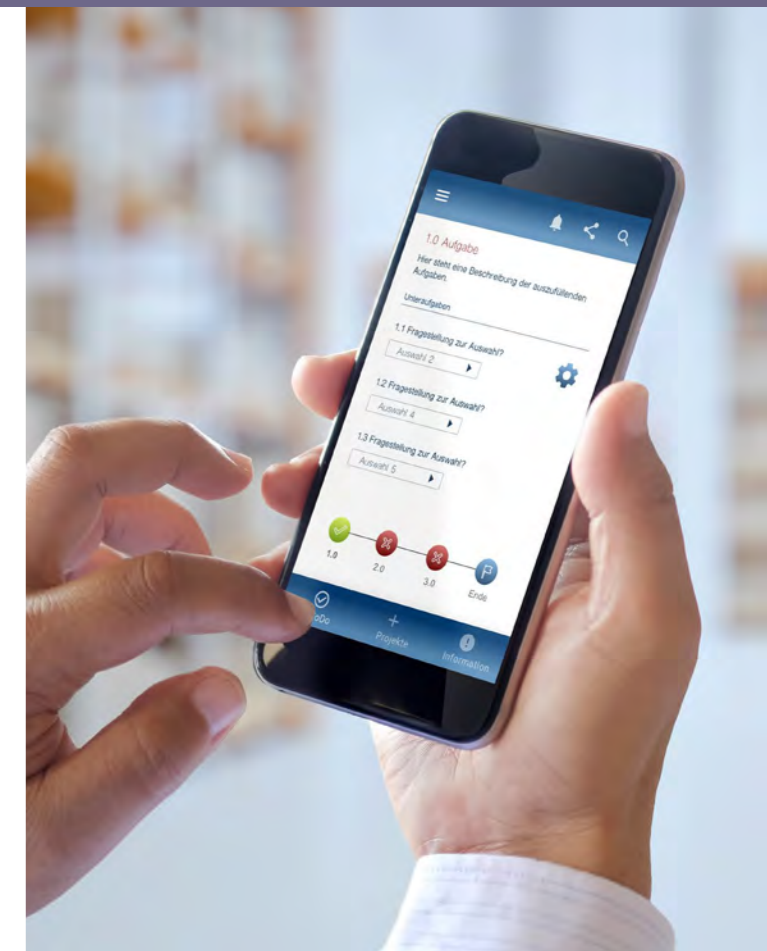 1.0 Aufgabe
Hier steht eine Beschreibung der auszufüllenden
Aufgaben.
Unteraufgaben
1.1 Fragestellung zur Auswahl?
Auswahl 2
1.2 Fragestellung zur Auswahl?
Auswahl 4
1.3 Fragestellung zur Auswahl?
Auswahl 5
1.0 2.0 3.0 Ende
oDo Projekte Information